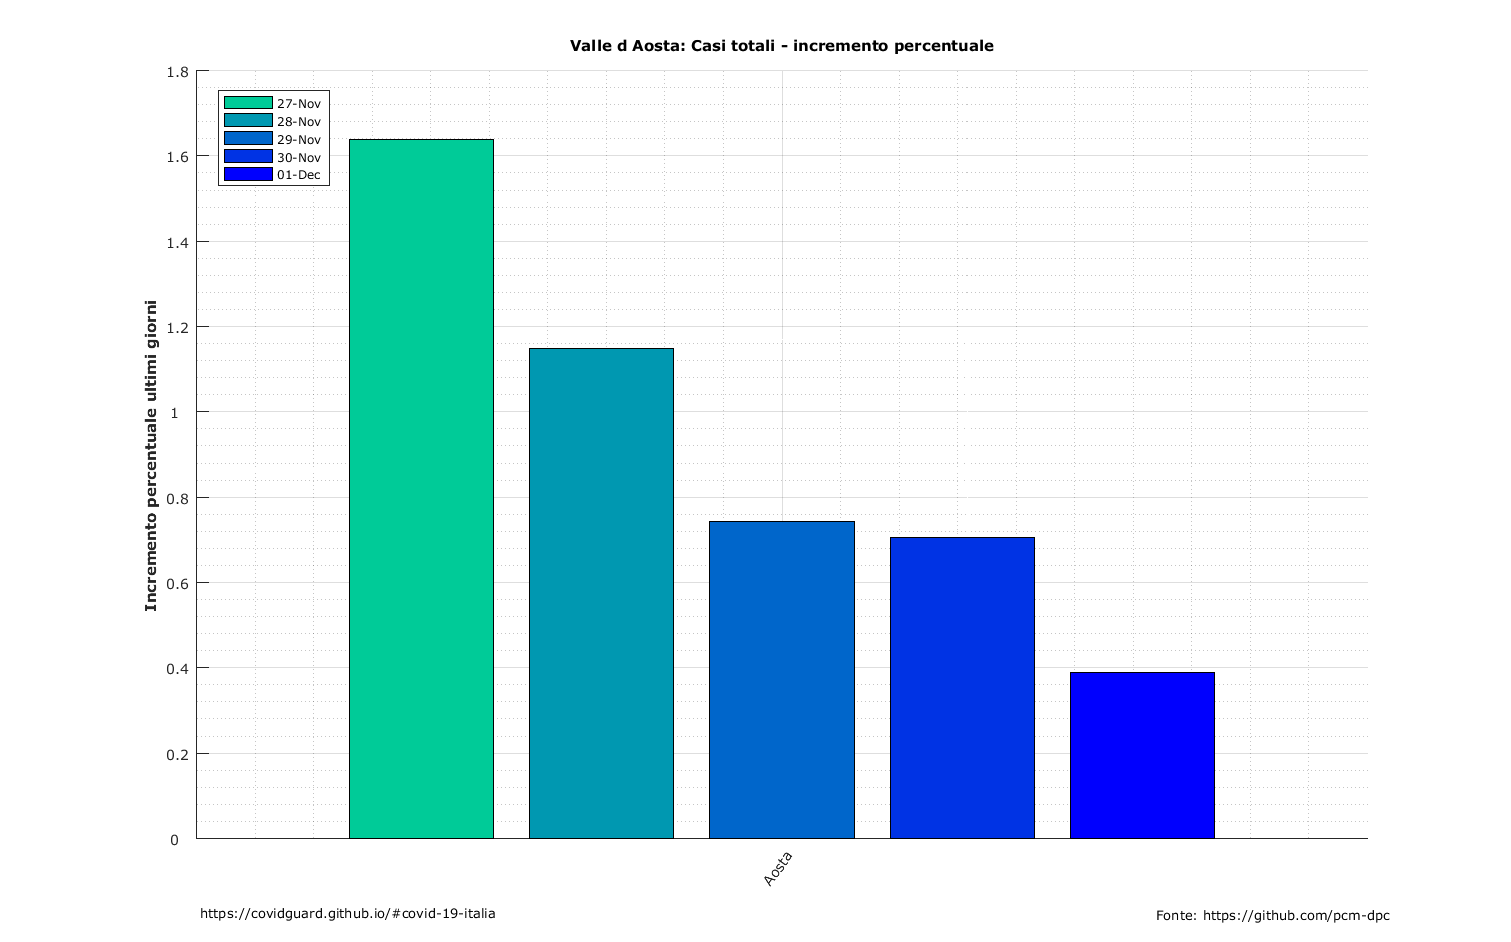 Valle d Aosta: Casi totali - incremento percentuale
1.8
1.6
1.4
1.2
1
0.8
0.6
0.4
0.2
0
27-Nov
28-Nov
29-Nov
30-Nov
01-Dec
Incremento percentuale ultimi giorni
Aosta
https://covidguard.github.io/#covid-19-italia
Fonte: https://github.com/pcm-dpc